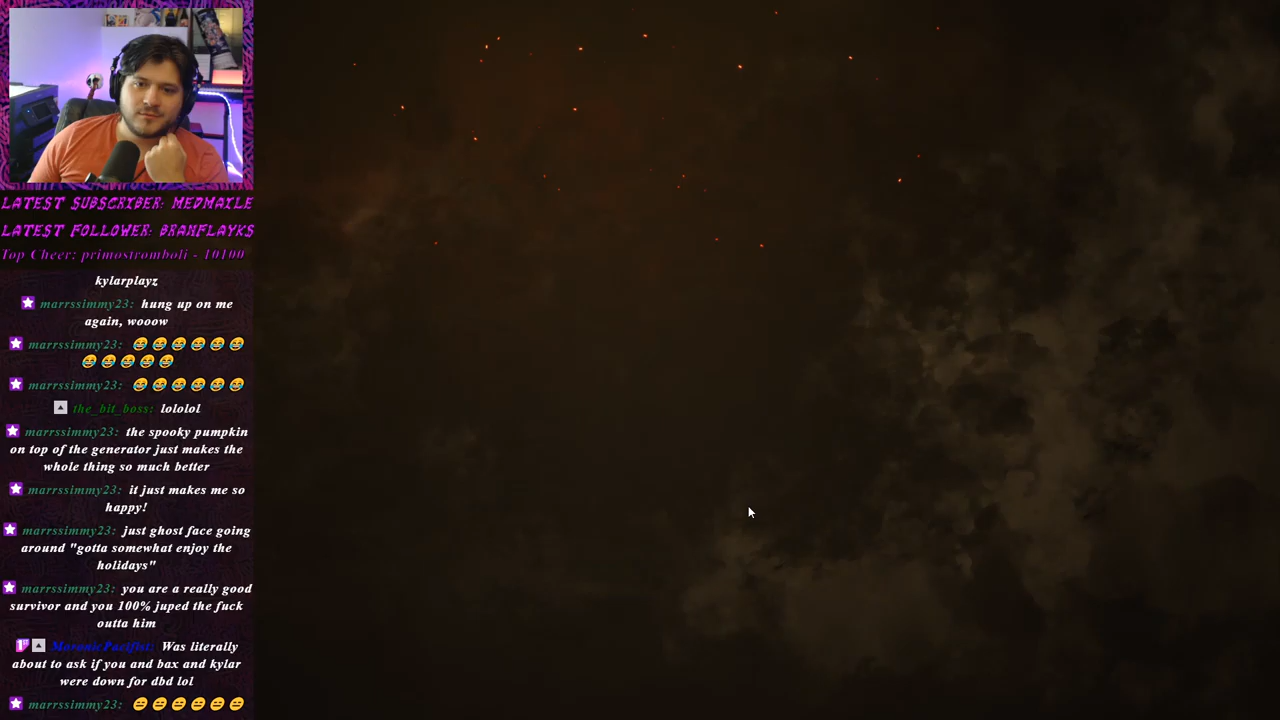 LATEST SUBSCRIBER: MEDMAILE
LATEST FOLLOWER: BRANFLAYKS
Top Cheer: primostromboli - 10100
kylarplayz
marrssimmy23: hung up on me
again, wooow
marrssimmy23: 😂 😂 😂 😂 😂 😂
😂 😂 😂 😂 😂
marrssimmy23: 😂 😂 😂 😂 😂 😂
the_bit_boss: lololol
marrssimmy23: the spooky pumpkin
on top of the generator just makes the
whole thing so much better
marrssimmy23: it just makes me so
happy!
marrssimmy23: just ghost face going
around "gotta somewhat enjoy the
holidays"
marrssimmy23: you are a really good
survivor and you 100% juped the fuck
outta him
MoronicPacifist: Was literally
about to ask if you and bax and kylar
were down for dbd lol
marrssimmy23: 😑 😑 😑 😑 😑 😑